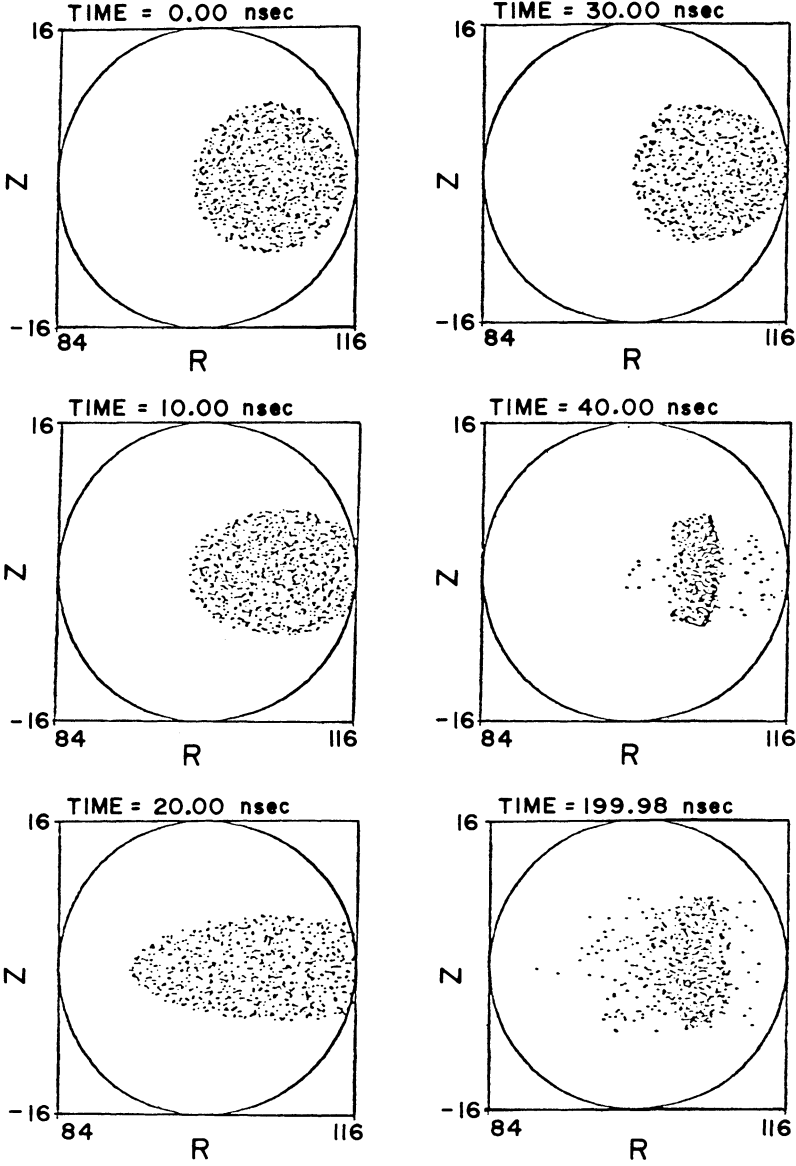 TIME = 0.00 nsec
16
Z
-16
84
116
R
TIME = 10.00 nsec
16
Z
-16
84
116
R
TIME = 20.00 nsec
16
Z
-16
84
116
R
TIME = 30.00 nsec
16
Z
-16
84
116
R
TIME = 40.00 nsec
16
Z
-16
84
116
R
TIME = 199.98 nsec
16
Z
-16
84
116
R